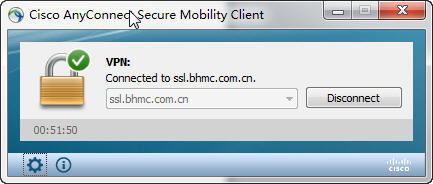 Cisco AnyConnect Secure Mobility Client
VPN:
Connected to ssl.bhmc.com.cn.
ssl.bhmc.com.cn
Disconnect
00:51:50
CISCO